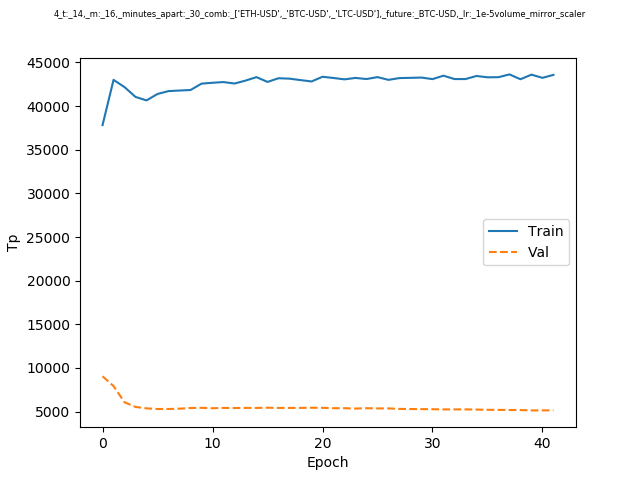 4_t:_14,_m:_16,_minutes_apart:_30_comb:_['ETH-USD',_'BTC-USD',_'LTC-USD'],_future:_BTC-USD,_lr:_1e-5volume_mirror_scaler
45000
40000
35000
30000
25000
20000
15000
10000
5000
Tp
Train
Val
0 10 20 30 40
Epoch